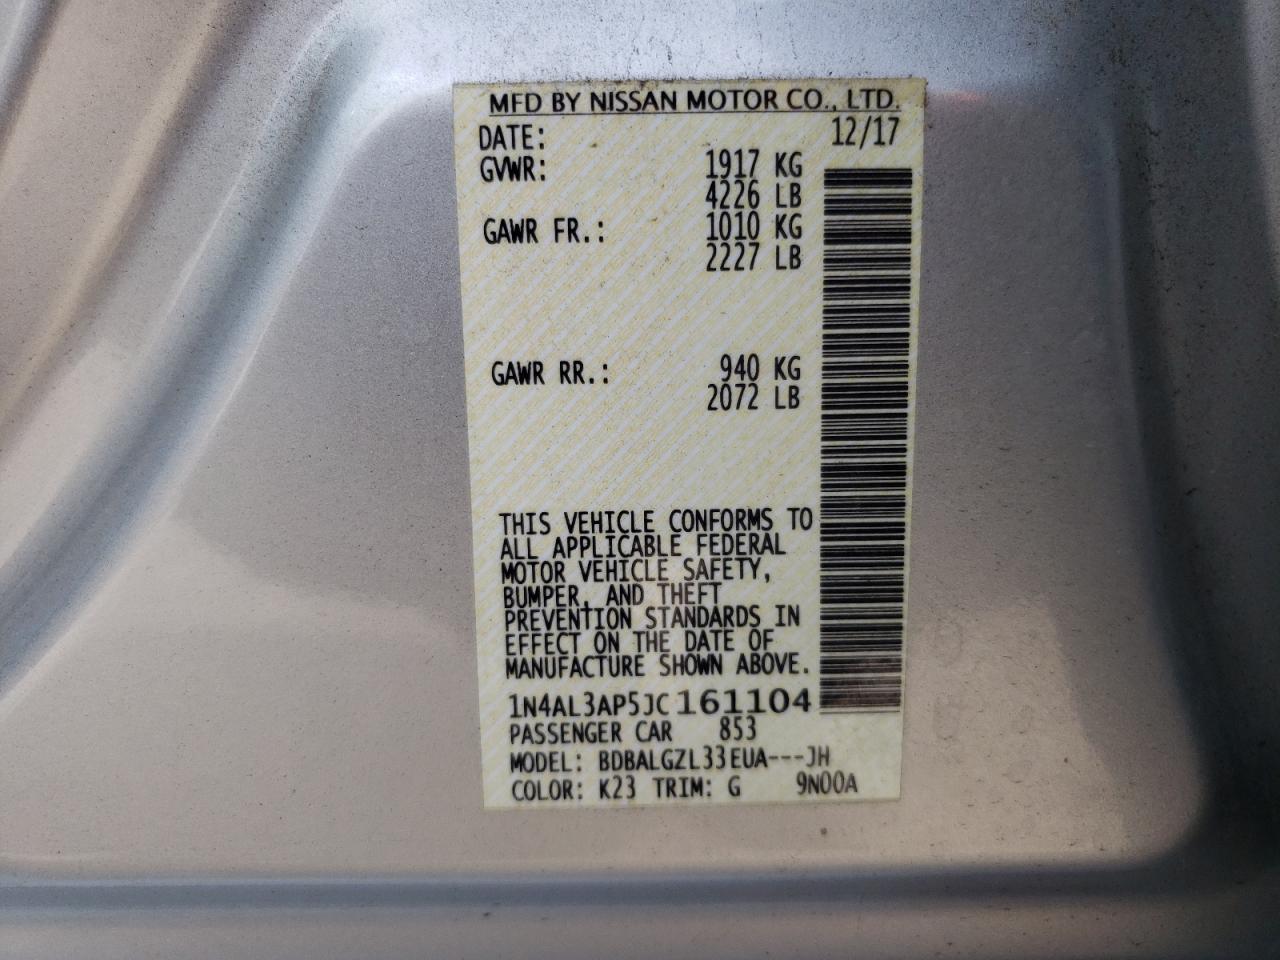 MFD BY NISSAN MOTOR CO., LTD.
DATE: 12/17
GVWR: 1917 KG
4226 LB
GAWR FR.: 1010 KG
2227 LB
GAWR RR.: 940 KG
2072 LB
THIS VEHICLE CONFORMS TO
ALL APPLICABLE FEDERAL
MOTOR VEHICLE SAFETY,
BUMPER, AND THEFT
PREVENTION STANDARDS IN
EFFECT ON THE DATE OF
MANUFACTURE SHOWN ABOVE.
1N4AL3AP5JC161104
PASSENGER CAR 853
MODEL: BDBALGZL33EUA---JH
COLOR: K23 TRIM: G 9N00A